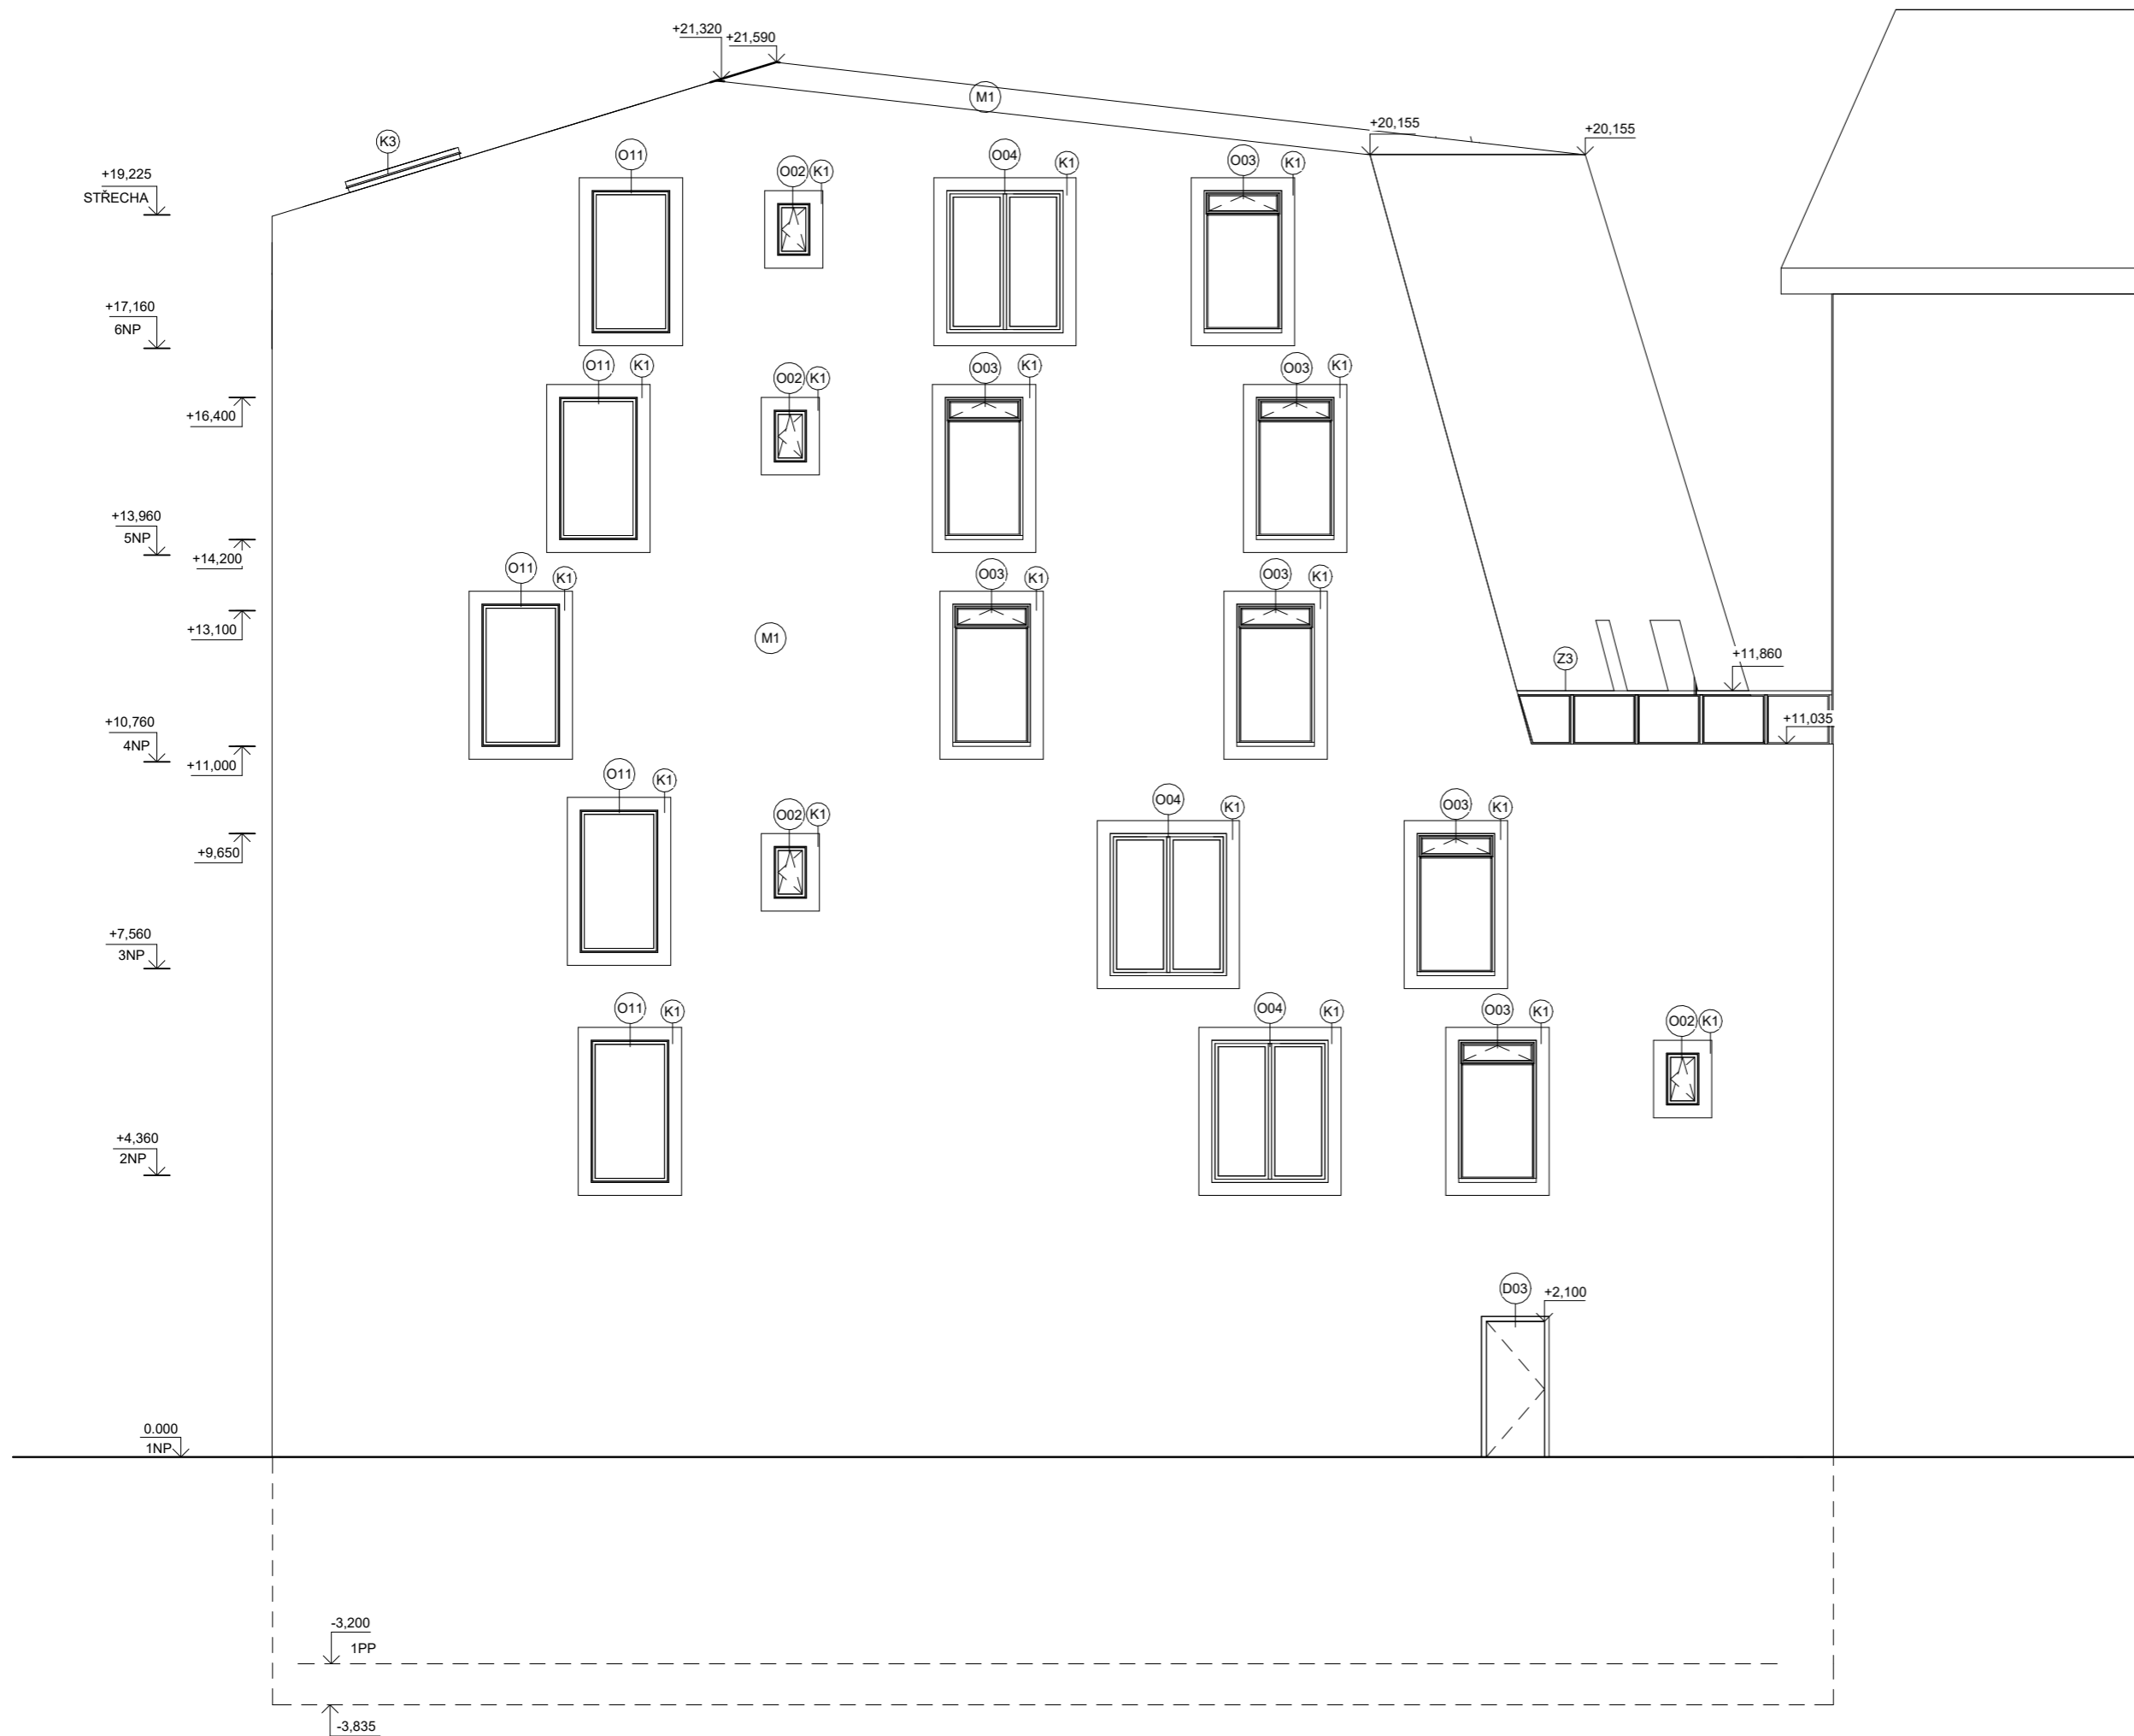 +21,320
+21,590
M1
+20,155
+20,155
K3
O11
O02
K1
O04
K1
O03
K1
+19,225
STŘECHA
+17,160
6NP
O11
K1
O02
K1
O03
K1
O03
K1
+16,400
+13,960
5NP
+14,200
O11
K1
O03
K1
O03
K1
+13,100
M1
Z3
+11,860
+10,760
4NP
+11,035
+11,000
O11
K1
O02
K1
O04
K1
O03
K1
+9,650
+7,560
3NP
O11
K1
O04
K1
O03
K1
O02
K1
+4,360
2NP
D03
+2,100
0.000
1NP
-3,200
1PP
-3,835